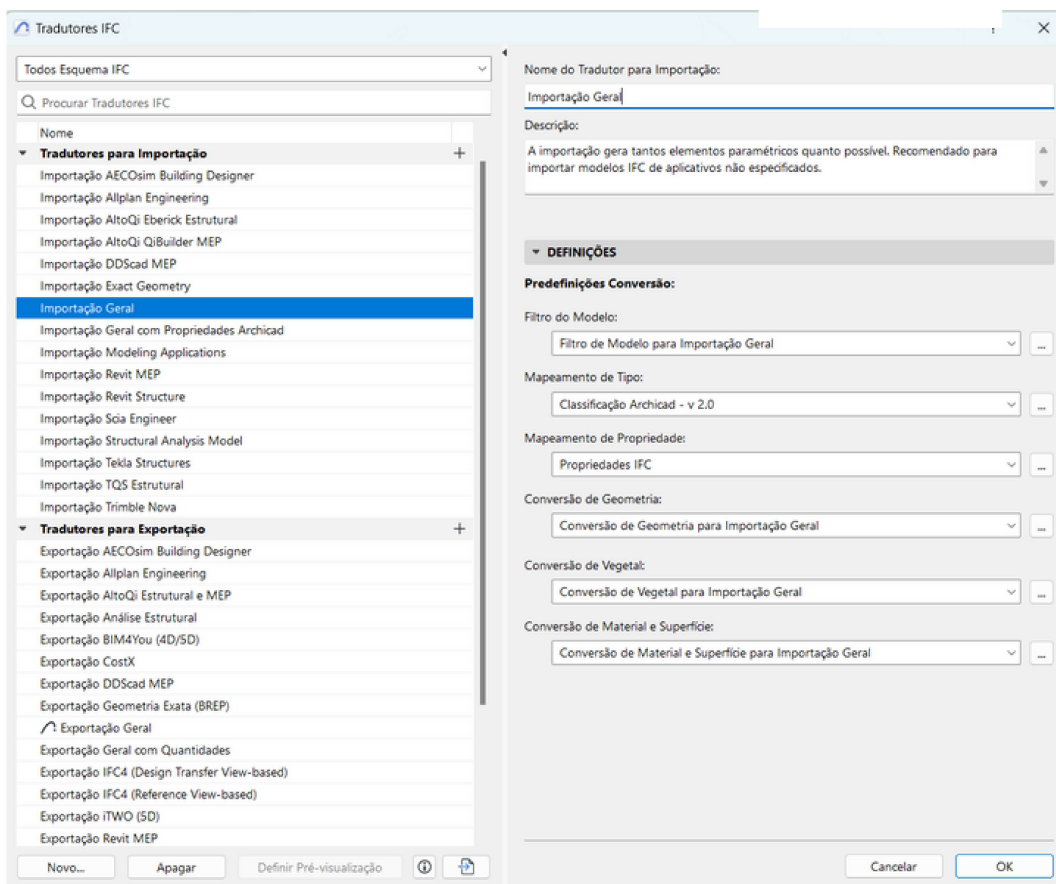 Tradutores IFC
Todos Esquema IFC
Procurar Tradutores IFC
Nome
Tradutores para Importação
Importação AECOsim Building Designer
Importação Allplan Engineering
Importação AltoQi Eberick Estrutural
Importação AltoQi QiBuilder MEP
Importação DDScad MEP
Importação Exact Geometry
Importação Geral
Importação Geral com Propriedades Archicad
Importação Modeling Applications
Importação Revit MEP
Importação Revit Structure
Importação Scia Engineer
Importação Structural Analysis Model
Importação Tekla Structures
Importação TQS Estrutural
Importação Trimble Nova
Tradutores para Exportação
Exportação AECOsim Building Designer
Exportação Allplan Engineering
Exportação AltoQi Estrutural e MEP
Exportação Análise Estrutural
Exportação BIM4You (4D/5D)
Exportação CostX
Exportação DDScad MEP
Exportação Geometria Exata (BREP)
Exportação Geral
Exportação Geral com Quantidades
Exportação IFC4 (Design Transfer View-based)
Exportação IFC4 (Reference View-based)
Exportação iTWO (5D)
Exportação Revit MEP
Novo...
Apagar
Definir Pré-visualização
Nome do Tradutor para Importação:
Importação Geral
Descrição:
A importação gera tantos elementos paramétricos quanto possível. Recomendado para
importar modelos IFC de aplicativos não especificados.
DEFINIÇÕES
Predefinições Conversão:
Filtro do Modelo:
Filtro de Modelo para Importação Geral
...
Mapeamento de Tipo:
Classificação Archicad - v 2.0
...
Mapeamento de Propriedade:
Propriedades IFC
...
Conversão de Geometria:
Conversão de Geometria para Importação Geral
...
Conversão de Vegetal:
Conversão de Vegetal para Importação Geral
...
Conversão de Material e Superfície:
Conversão de Material e Superfície para Importação Geral
...
Cancelar
OK